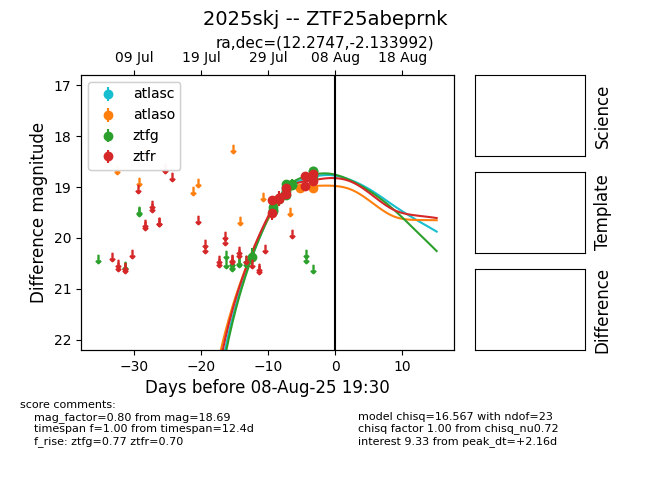 2025skj -- ZTF25abeprnk
ra,dec=(12.2747,-2.133992)
09 Jul 19 Jul 29 Jul 08 Aug 18 Aug
17
18
19
20
21
22
Difference magnitude
atlasc
atlaso
ztfg
ztfr
−30 −20 −10 0 10
Days before 08-Aug-25 19:30
Science
Template
Difference
score comments:
mag_factor=0.80 from mag=18.69
timespan f=1.00 from timespan=12.4d
f_rise: ztfg=0.77 ztfr=0.70
model chisq=16.567 with ndof=23
chisq factor 1.00 from chisq_nu0.72
interest 9.33 from peak_dt=+2.16d